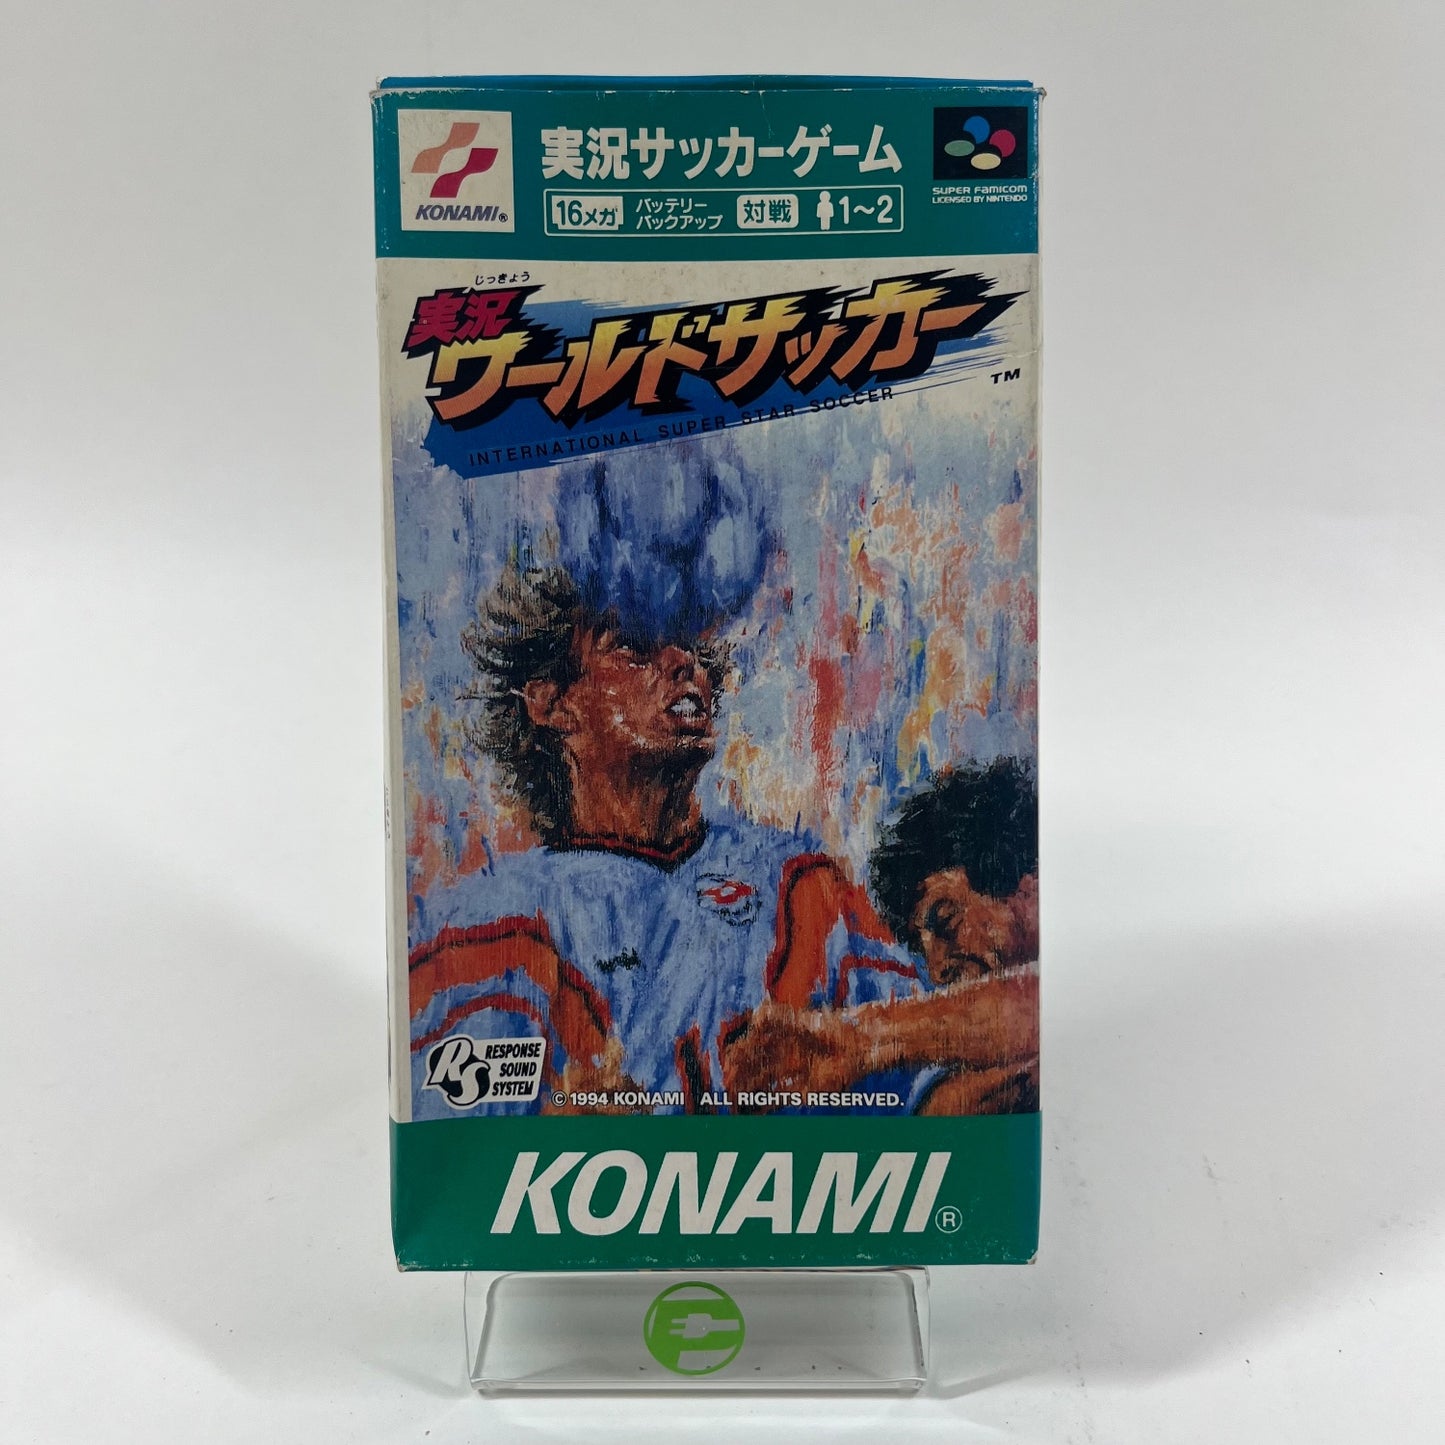 KONAMI®
実況サッカーゲーム
16メガ バッテリーバックアップ 対戦 1~2
SUPER FAMICOM
LICENSED BY NINTENDO
じっきょう
実況
ワールドサッカー
TM
INTERNATIONAL SUPER STAR SOCCER
RS
RESPONSE
SOUND
SYSTEM
© 1994 KONAMI ALL RIGHTS RESERVED.
KONAMI®